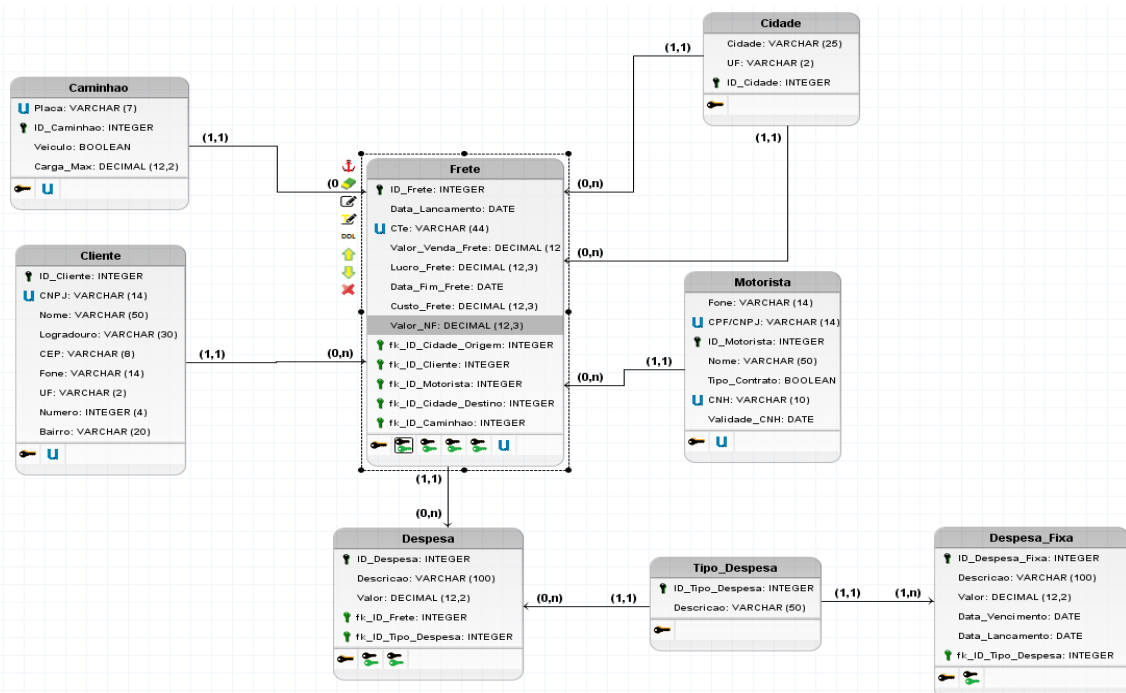 Cidade
Cidade: VARCHAR (25)
UF: VARCHAR (2)
ID_Cidade: INTEGER
(1,1)
(1,1)
Caminhao
Placa: VARCHAR (7)
ID_Caminhao: INTEGER
Veiculo: BOOLEAN
Carga_Max: DECIMAL (12,2)
(1,1)
(0
(0,n)
(0,n)
Frete
ID_Frete: INTEGER
Data_Lancamento: DATE
CTe: VARCHAR (44)
Valor_Venda_Frete: DECIMAL (12
Lucro_Frete: DECIMAL (12,3)
Data_Fim_Frete: DATE
Custo_Frete: DECIMAL (12,3)
Valor_NF: DECIMAL (12,3)
fk_ID_Cidade_Origem: INTEGER
fk_ID_Cliente: INTEGER
fk_ID_Motorista: INTEGER
fk_ID_Cidade_Destino: INTEGER
fk_ID_Caminhao: INTEGER
DDL
Cliente
ID_Cliente: INTEGER
CNPJ: VARCHAR (14)
Nome: VARCHAR (50)
Logradouro: VARCHAR (30)
CEP: VARCHAR (8)
Fone: VARCHAR (14)
UF: VARCHAR (2)
Numero: INTEGER (4)
Bairro: VARCHAR (20)
(1,1)
(0,n)
Motorista
Fone: VARCHAR (14)
CPF/CNPJ: VARCHAR (14)
ID_Motorista: INTEGER
Nome: VARCHAR (50)
Tipo_Contrato: BOOLEAN
CNH: VARCHAR (10)
Validade_CNH: DATE
(1,1)
(0,n)
(1,1)
(0,n)
Despesa
ID_Despesa: INTEGER
Descricao: VARCHAR (100)
Valor: DECIMAL (12,2)
fk_ID_Frete: INTEGER
fk_ID_Tipo_Despesa: INTEGER
(0,n)
(1,1)
Tipo_Despesa
ID_Tipo_Despesa: INTEGER
Descricao: VARCHAR (50)
(1,1)
(1,n)
Despesa_Fixa
ID_Despesa_Fixa: INTEGER
Descricao: VARCHAR (100)
Valor: DECIMAL (12,2)
Data_Vencimento: DATE
Data_Lancamento: DATE
fk_ID_Tipo_Despesa: INTEGER